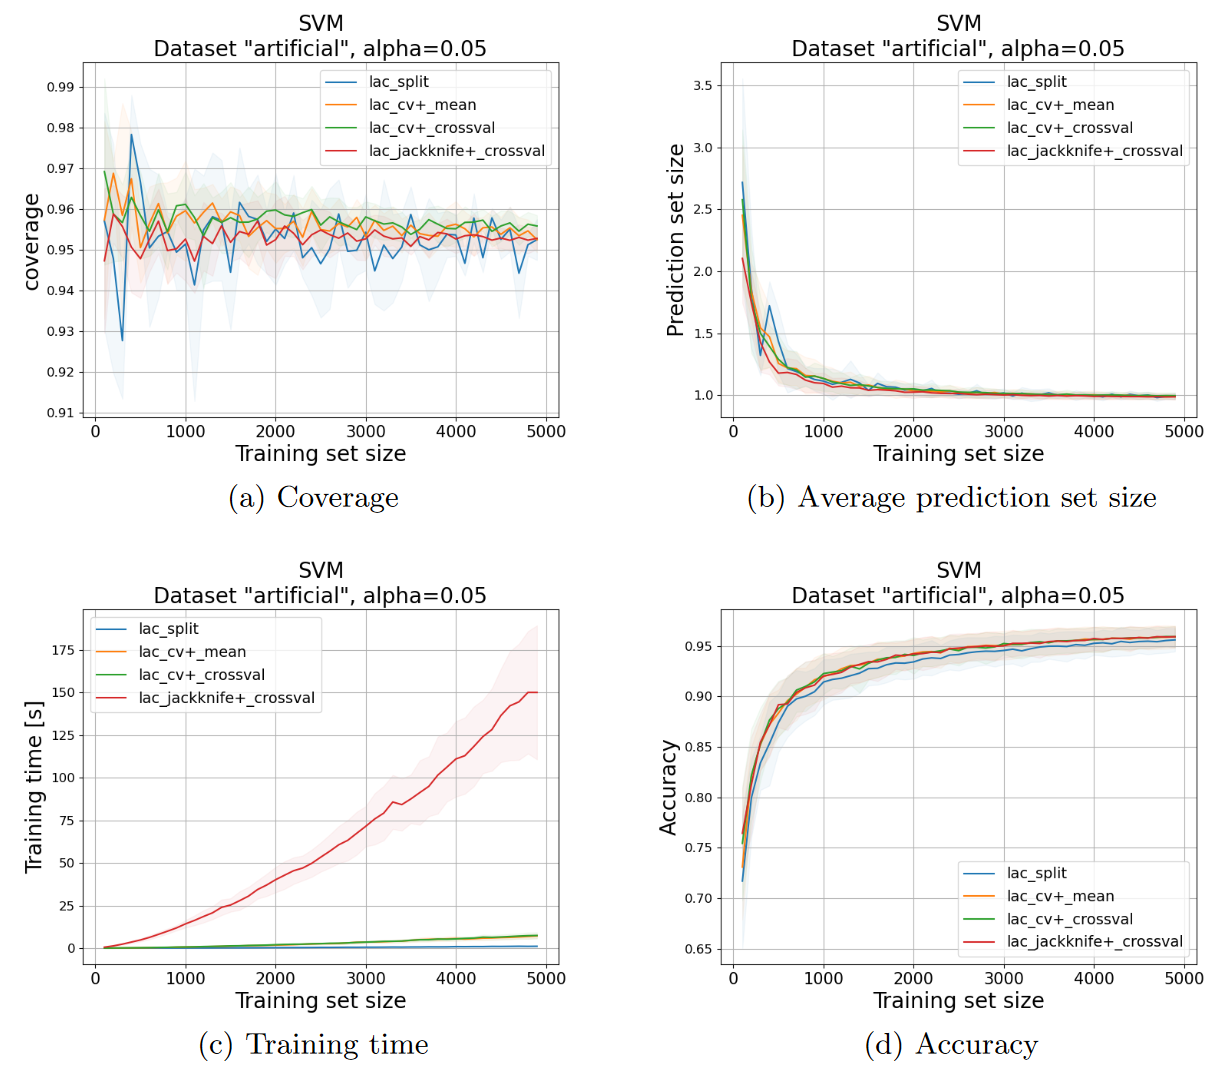 SVM
Dataset "artificial", alpha=0.05
coverage
0.99
0.98
0.97
0.96
0.95
0.94
0.93
0.92
0.91
lac_split
lac_cv+_mean
lac_cv+_crossval
lac_jackknife+_crossval
0 1000 2000 3000 4000 5000
Training set size
(a) Coverage
SVM
Dataset "artificial", alpha=0.05
Prediction set size
3.5
3.0
2.5
2.0
1.5
1.0
lac_split
lac_cv+_mean
lac_cv+_crossval
lac_jackknife+_crossval
0 1000 2000 3000 4000 5000
Training set size
(b) Average prediction set size
SVM
Dataset "artificial", alpha=0.05
Training time [s]
175
150
125
100
75
50
25
0
lac_split
lac_cv+_mean
lac_cv+_crossval
lac_jackknife+_crossval
0 1000 2000 3000 4000 5000
Training set size
(c) Training time
SVM
Dataset "artificial", alpha=0.05
Accuracy
0.95
0.90
0.85
0.80
0.75
0.70
0.65
lac_split
lac_cv+_mean
lac_cv+_crossval
lac_jackknife+_crossval
0 1000 2000 3000 4000 5000
Training set size
(d) Accuracy